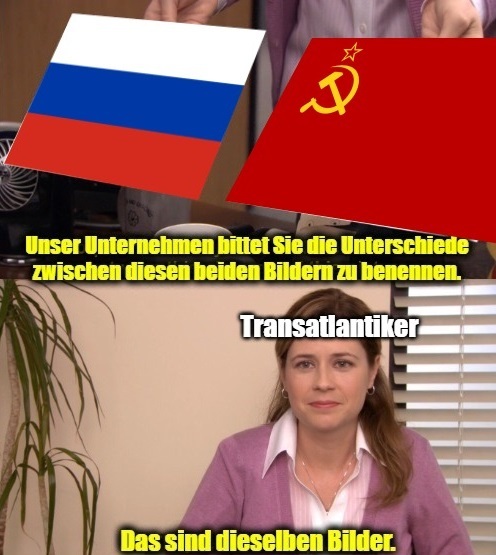 Unser Unternehmen bittet Sie die Unterschiede
zwischen diesen beiden Bildern zu benennen.
Transatlantiker
Das sind dieselben Bilder.